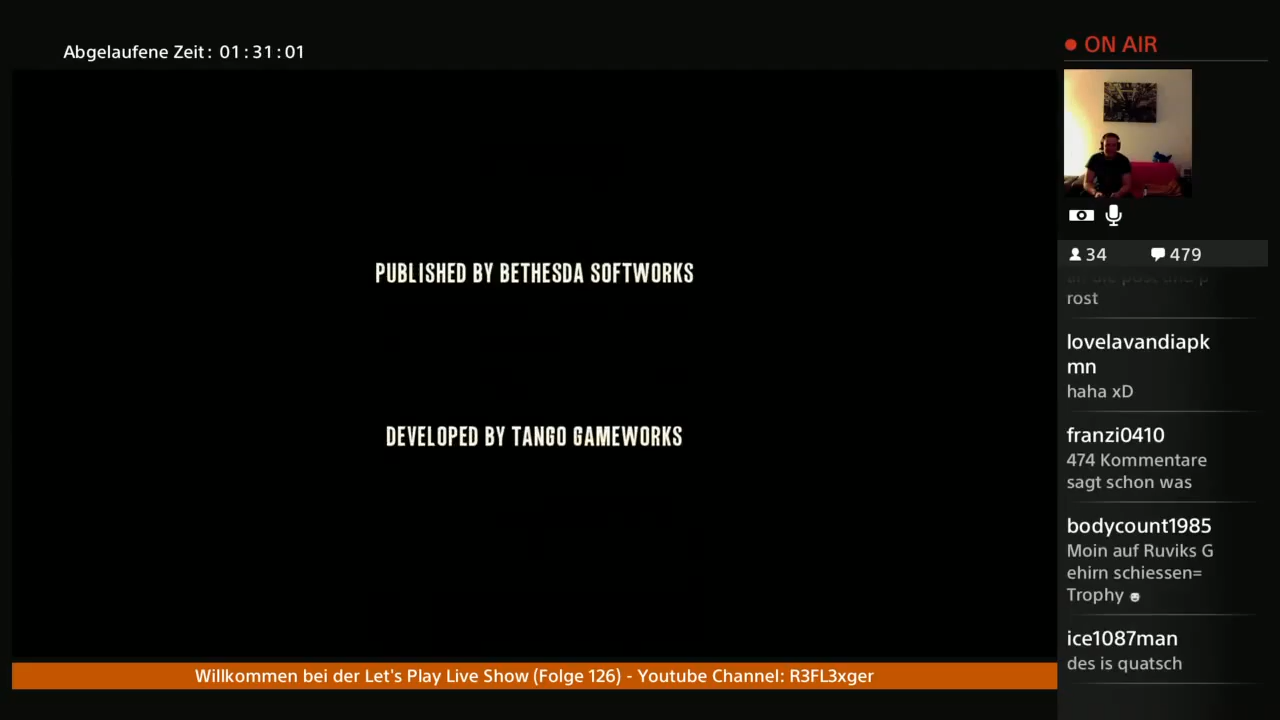 Abgelaufene Zeit: 01:31:01
ON AIR
PUBLISHED BY BETHESDA SOFTWORKS
DEVELOPED BY TANGO GAMEWORKS
34 479
rost
lovelavandiapk
mn
haha xD
franzi0410
474 Kommentare
sagt schon was
bodycount1985
Moin auf Ruviks G
ehirn schiessen=
Trophy
ice1087man
des is quatsch
Willkommen bei der Let's Play Live Show (Folge 126) - Youtube Channel: R3FL3xger